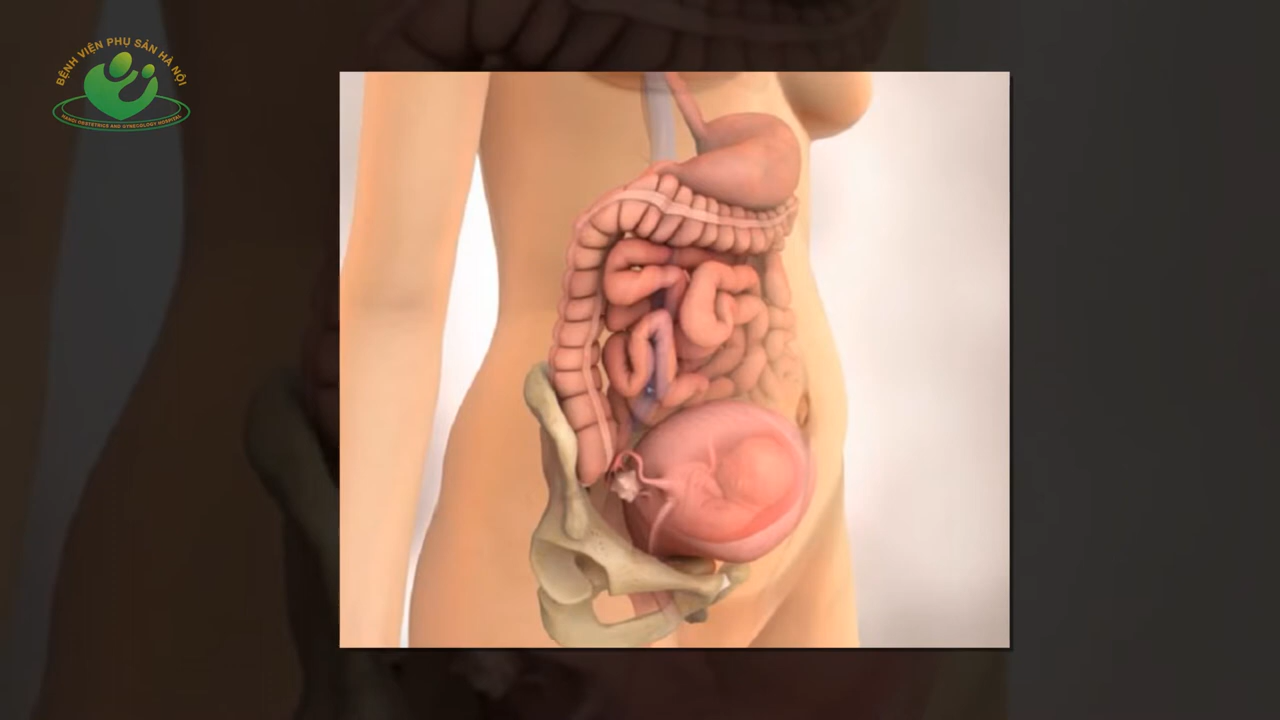 BỆNH VIỆN PHỤ SẢN HÀ NỘI
HANOI OBSTETRICS AND GYNECOLOGY HOSPITAL